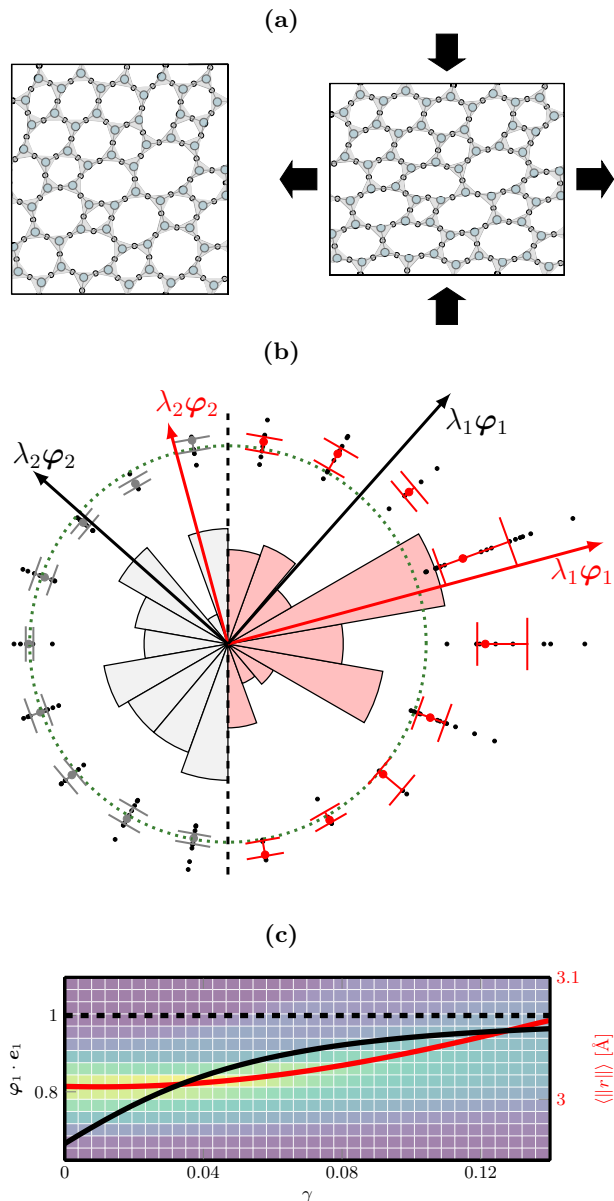 (a)
(b)
λ₂φ₂
λ₁φ₁
λ₂φ₂
λ₁φ₁
(c)
φ₁ · e₁
1
0.8
3.1
3
⟨‖r‖⟩ [Å]
0
0.04
0.08
0.12
γ